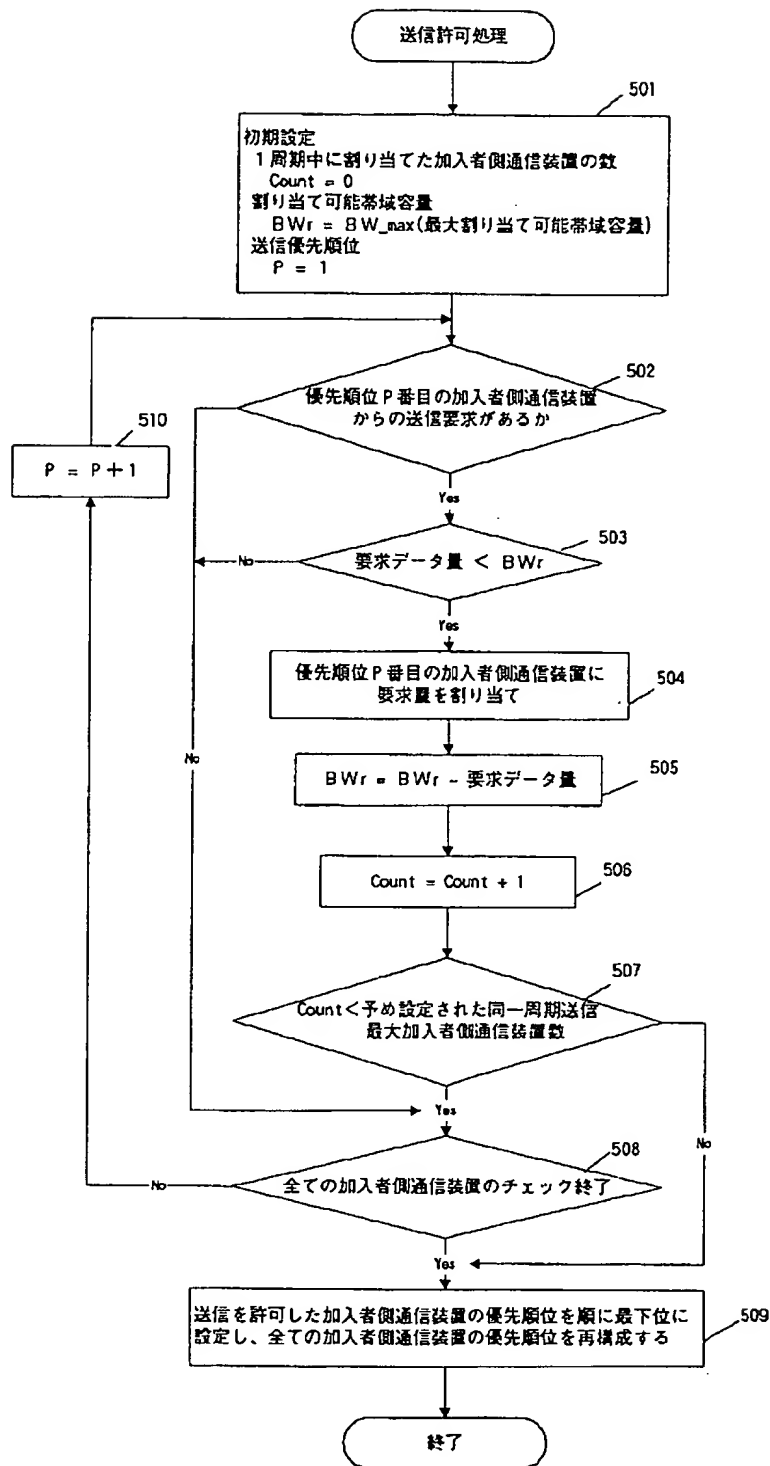 送信許可処理
501
初期設定
1周期中に割り当てた加入者側通信装置の数
Count = 0
割り当て可能帯域容量
BWr = BW_max(最大割り当て可能帯域容量)
送信優先順位
P = 1
502
優先順位P番目の加入者側通信装置
からの送信要求があるか
510
P = P+1
Yes
503
要求データ量 < BWr
No
Yes
優先順位P番目の加入者側通信装置に
要求量を割り当て
504
No
BWr = BWr - 要求データ量
505
Count = Count + 1
506
507
Count<予め設定された同一周期送信
最大加入者側通信装置数
Yes
No
508
全ての加入者側通信装置のチェック終了
No
Yes
送信を許可した加入者側通信装置の優先順位を順に最下位に
設定し、全ての加入者側通信装置の優先順位を再構成する
509
終了